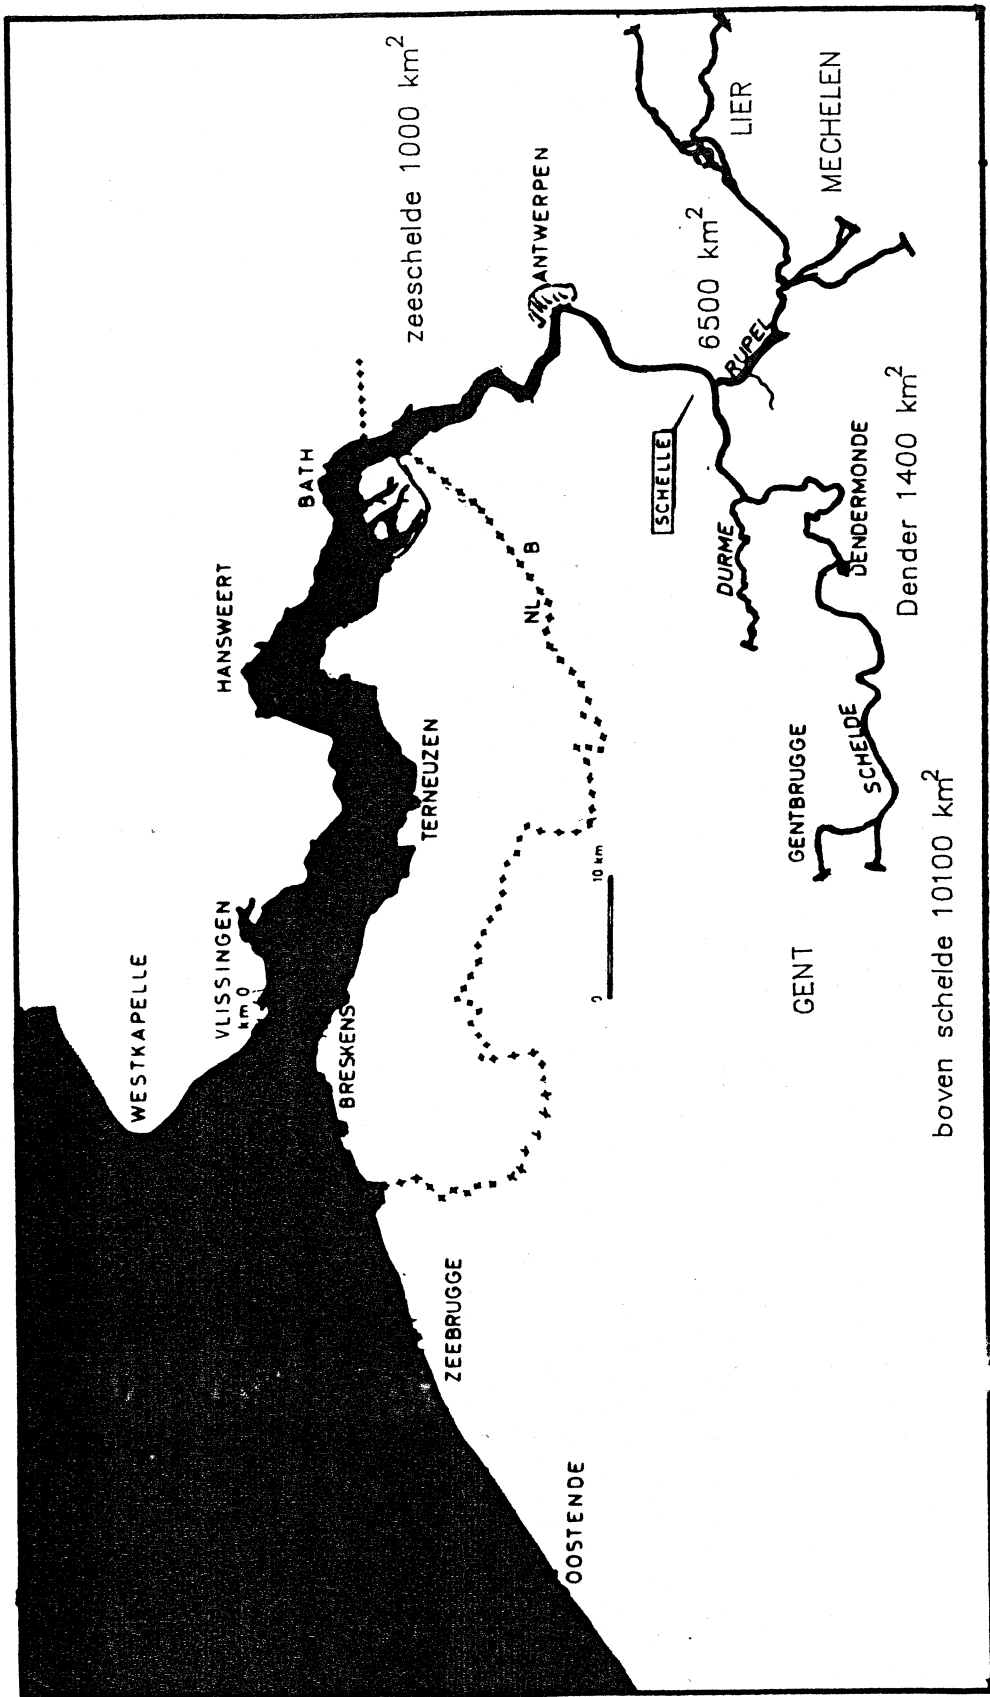 WESTKAPELLE
VLISSINGEN
km 0
HANSWEERT
BATH
zeeschelde 1000 km²
BRESKENS
TERNEUZEN
ANTWERPEN
ZEEBRUGGE
NL
B
OOSTENDE
0
10 km
SCHELLE
6500 km²
RUPEL
LIER
DURME
MECHELEN
GENT
GENTBRUGGE
SCHELDE
DENDERMONDE
Dender 1400 km²
boven schelde 10100 km²